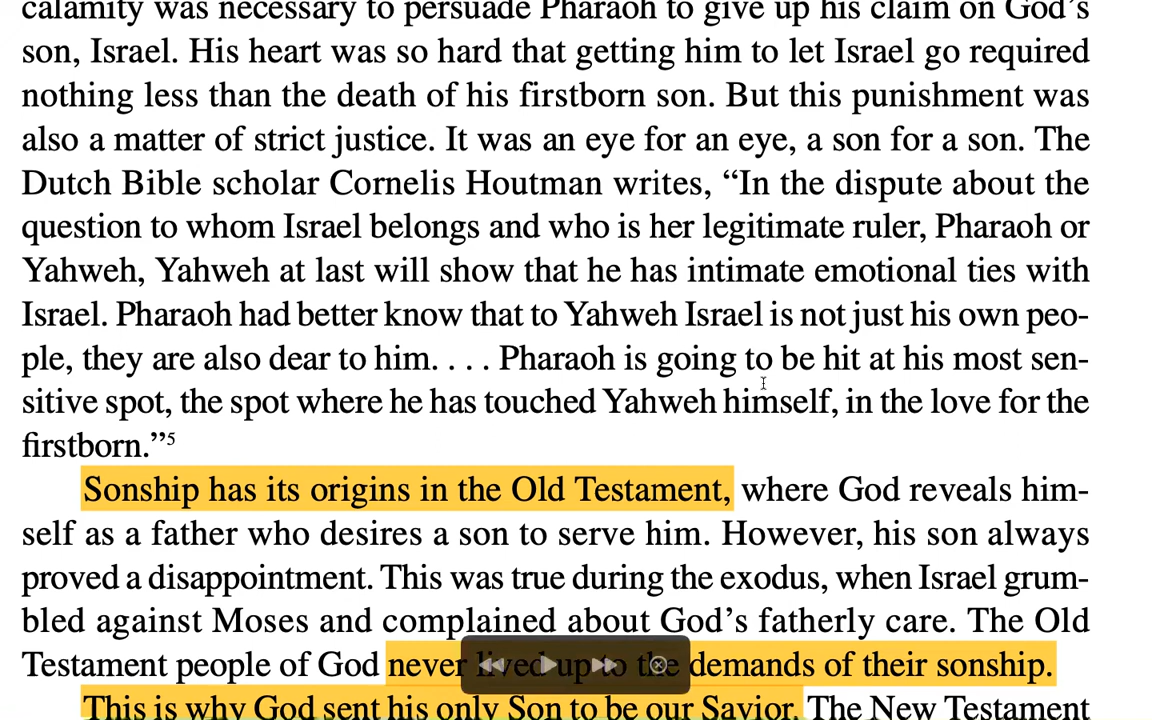 calamity was necessary to persuade Pharaoh to give up his claim on God’s
son, Israel. His heart was so hard that getting him to let Israel go required
nothing less than the death of his firstborn son. But this punishment was
also a matter of strict justice. It was an eye for an eye, a son for a son. The
Dutch Bible scholar Cornelis Houtman writes, “In the dispute about the
question to whom Israel belongs and who is her legitimate ruler, Pharaoh or
Yahweh, Yahweh at last will show that he has intimate emotional ties with
Israel. Pharaoh had better know that to Yahweh Israel is not just his own peo-
ple, they are also dear to him. . . . Pharaoh is going to be hit at his most sen-
sitive spot, the spot where he has touched Yahweh himself, in the love for the
firstborn.”⁵
Sonship has its origins in the Old Testament, where God reveals him-
self as a father who desires a son to serve him. However, his son always
proved a disappointment. This was true during the exodus, when Israel grum-
bled against Moses and complained about God’s fatherly care. The Old
Testament people of God never lived up to the demands of their sonship.
This is why God sent his only Son to be our Savior. The New Testament